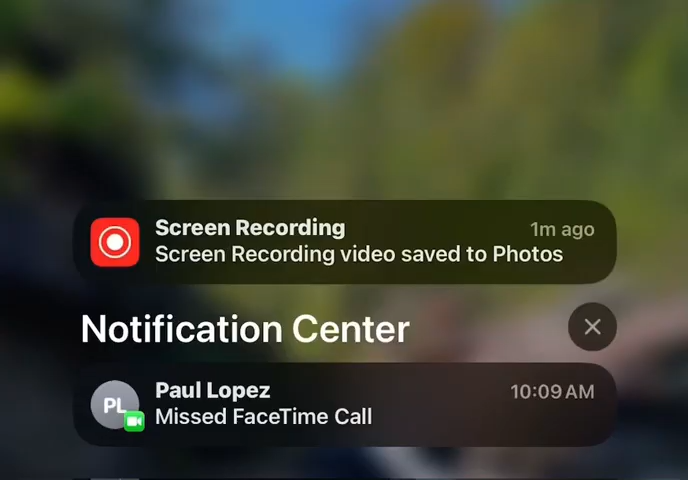 Screen Recording
1m ago
Screen Recording video saved to Photos
Notification Center
PL
Paul Lopez
10:09 AM
Missed FaceTime Call